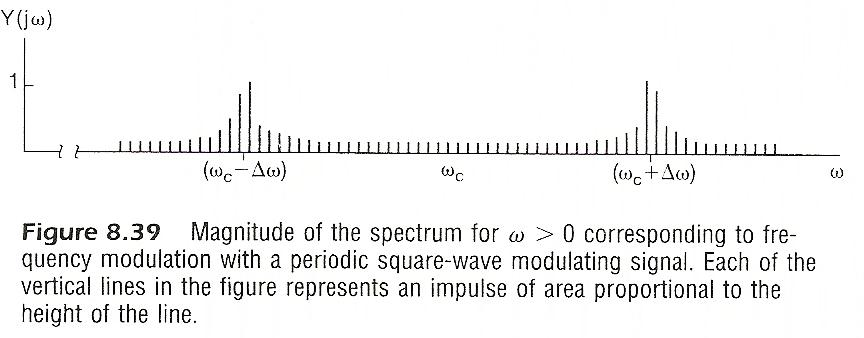 Y(jω)
1
(ωc−Δω) ωc (ωc+Δω) ω
Figure 8.39 Magnitude of the spectrum for ω > 0 corresponding to fre-
quency modulation with a periodic square-wave modulating signal. Each of the
vertical lines in the figure represents an impulse of area proportional to the
height of the line.